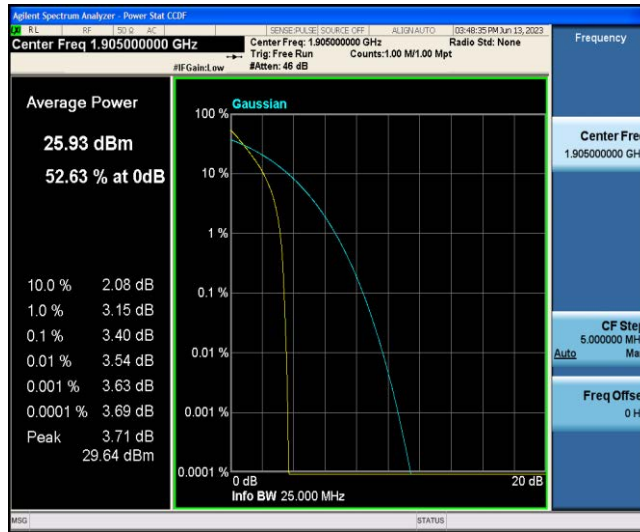 Agilent Spectrum Analyzer - Power Stat CCDF
RL RF 50 Ω AC SENSE:PULSE SOURCE OFF ALIGN AUTO 03:48:35 PM Jun 13, 2023
Center Freq 1.905000000 GHz
Center Freq: 1.905000000 GHz Radio Std: None
Trig: Free Run Counts:1.00 M/1.00 Mpt
#IFGain:Low #Atten: 46 dB
Frequency
Average Power
25.93 dBm
52.63 % at 0dB
10.0 % 2.08 dB
1.0 % 3.15 dB
0.1 % 3.40 dB
0.01 % 3.54 dB
0.001 % 3.63 dB
0.0001 % 3.69 dB
Peak 3.71 dB
29.64 dBm
Gaussian
100 %
10 %
1 %
0.1 %
0.01 %
0.001 %
0.0001 %
0 dB 20 dB
Info BW 25.000 MHz
Center Fre
1.905000000 GH
CF Step
5.000000 MH
Auto Ma
Freq Offse
0 H
MSG STATUS